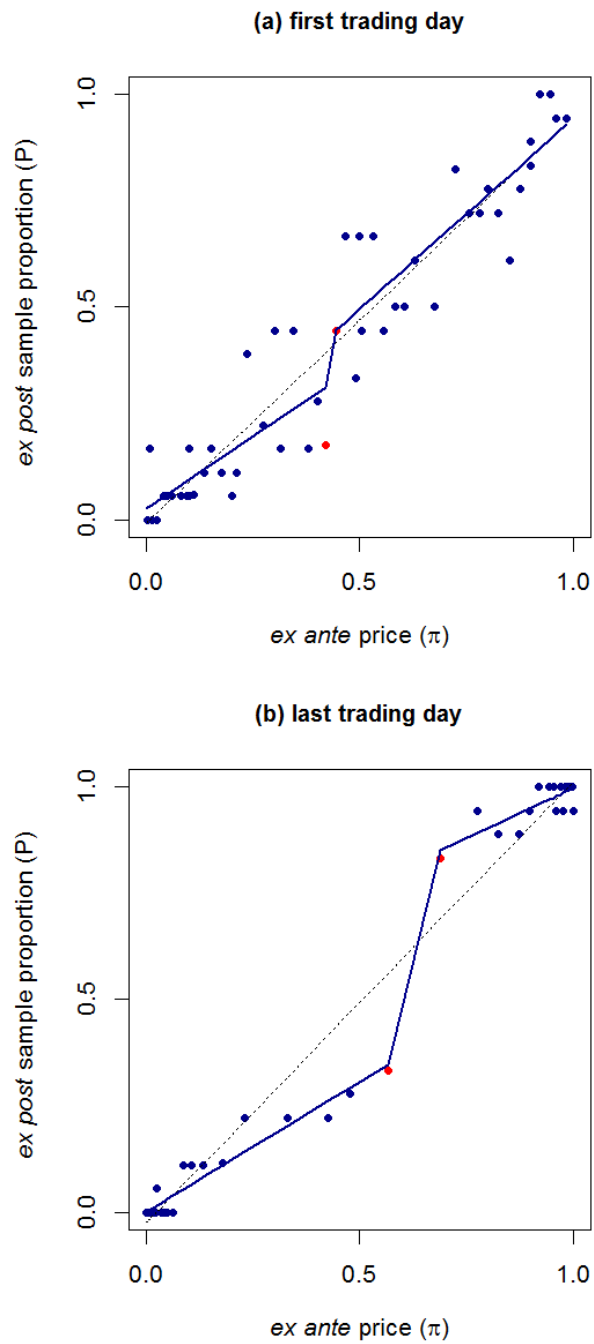 (a) first trading day
1.0
0.5
0.0
ex post sample proportion (P)
0.0 0.5 1.0
ex ante price (π)
(b) last trading day
1.0
0.5
0.0
ex post sample proportion (P)
0.0 0.5 1.0
ex ante price (π)